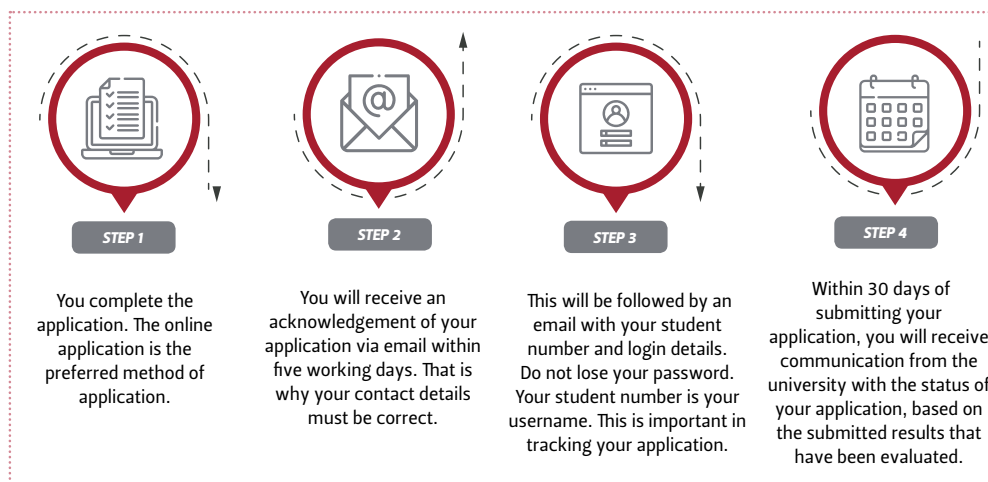 STEP 1
You complete the
application. The online
application is the
preferred method of
application.
STEP 2
You will receive an
acknowledgement of your
application via email within
five working days. That is
why your contact details
must be correct.
STEP 3
This will be followed by an
email with your student
number and login details.
Do not lose your password.
Your student number is your
username. This is important in
tracking your application.
STEP 4
Within 30 days of
submitting your
application, you will receive
communication from the
university with the status of
your application, based on
the submitted results that
have been evaluated.